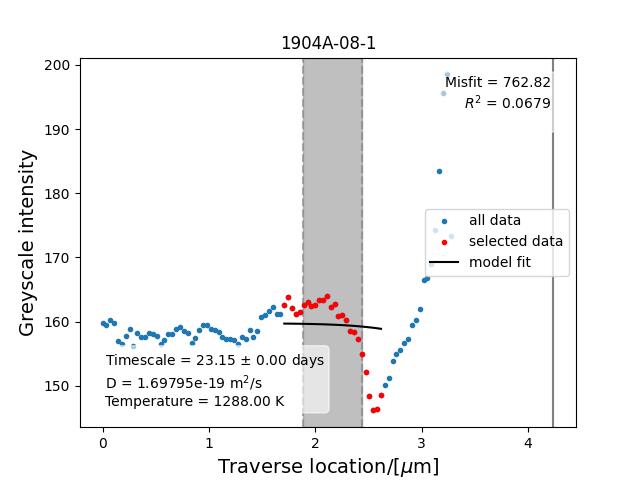 1904A-08-1
Greyscale intensity
200
190
180
170
160
150
Misfit = 762.82
R² = 0.0679
all data
selected data
model fit
Timescale = 23.15 ± 0.00 days
D = 1.69795e-19 m²/s
Temperature = 1288.00 K
0 1 2 3 4
Traverse location/[μm]